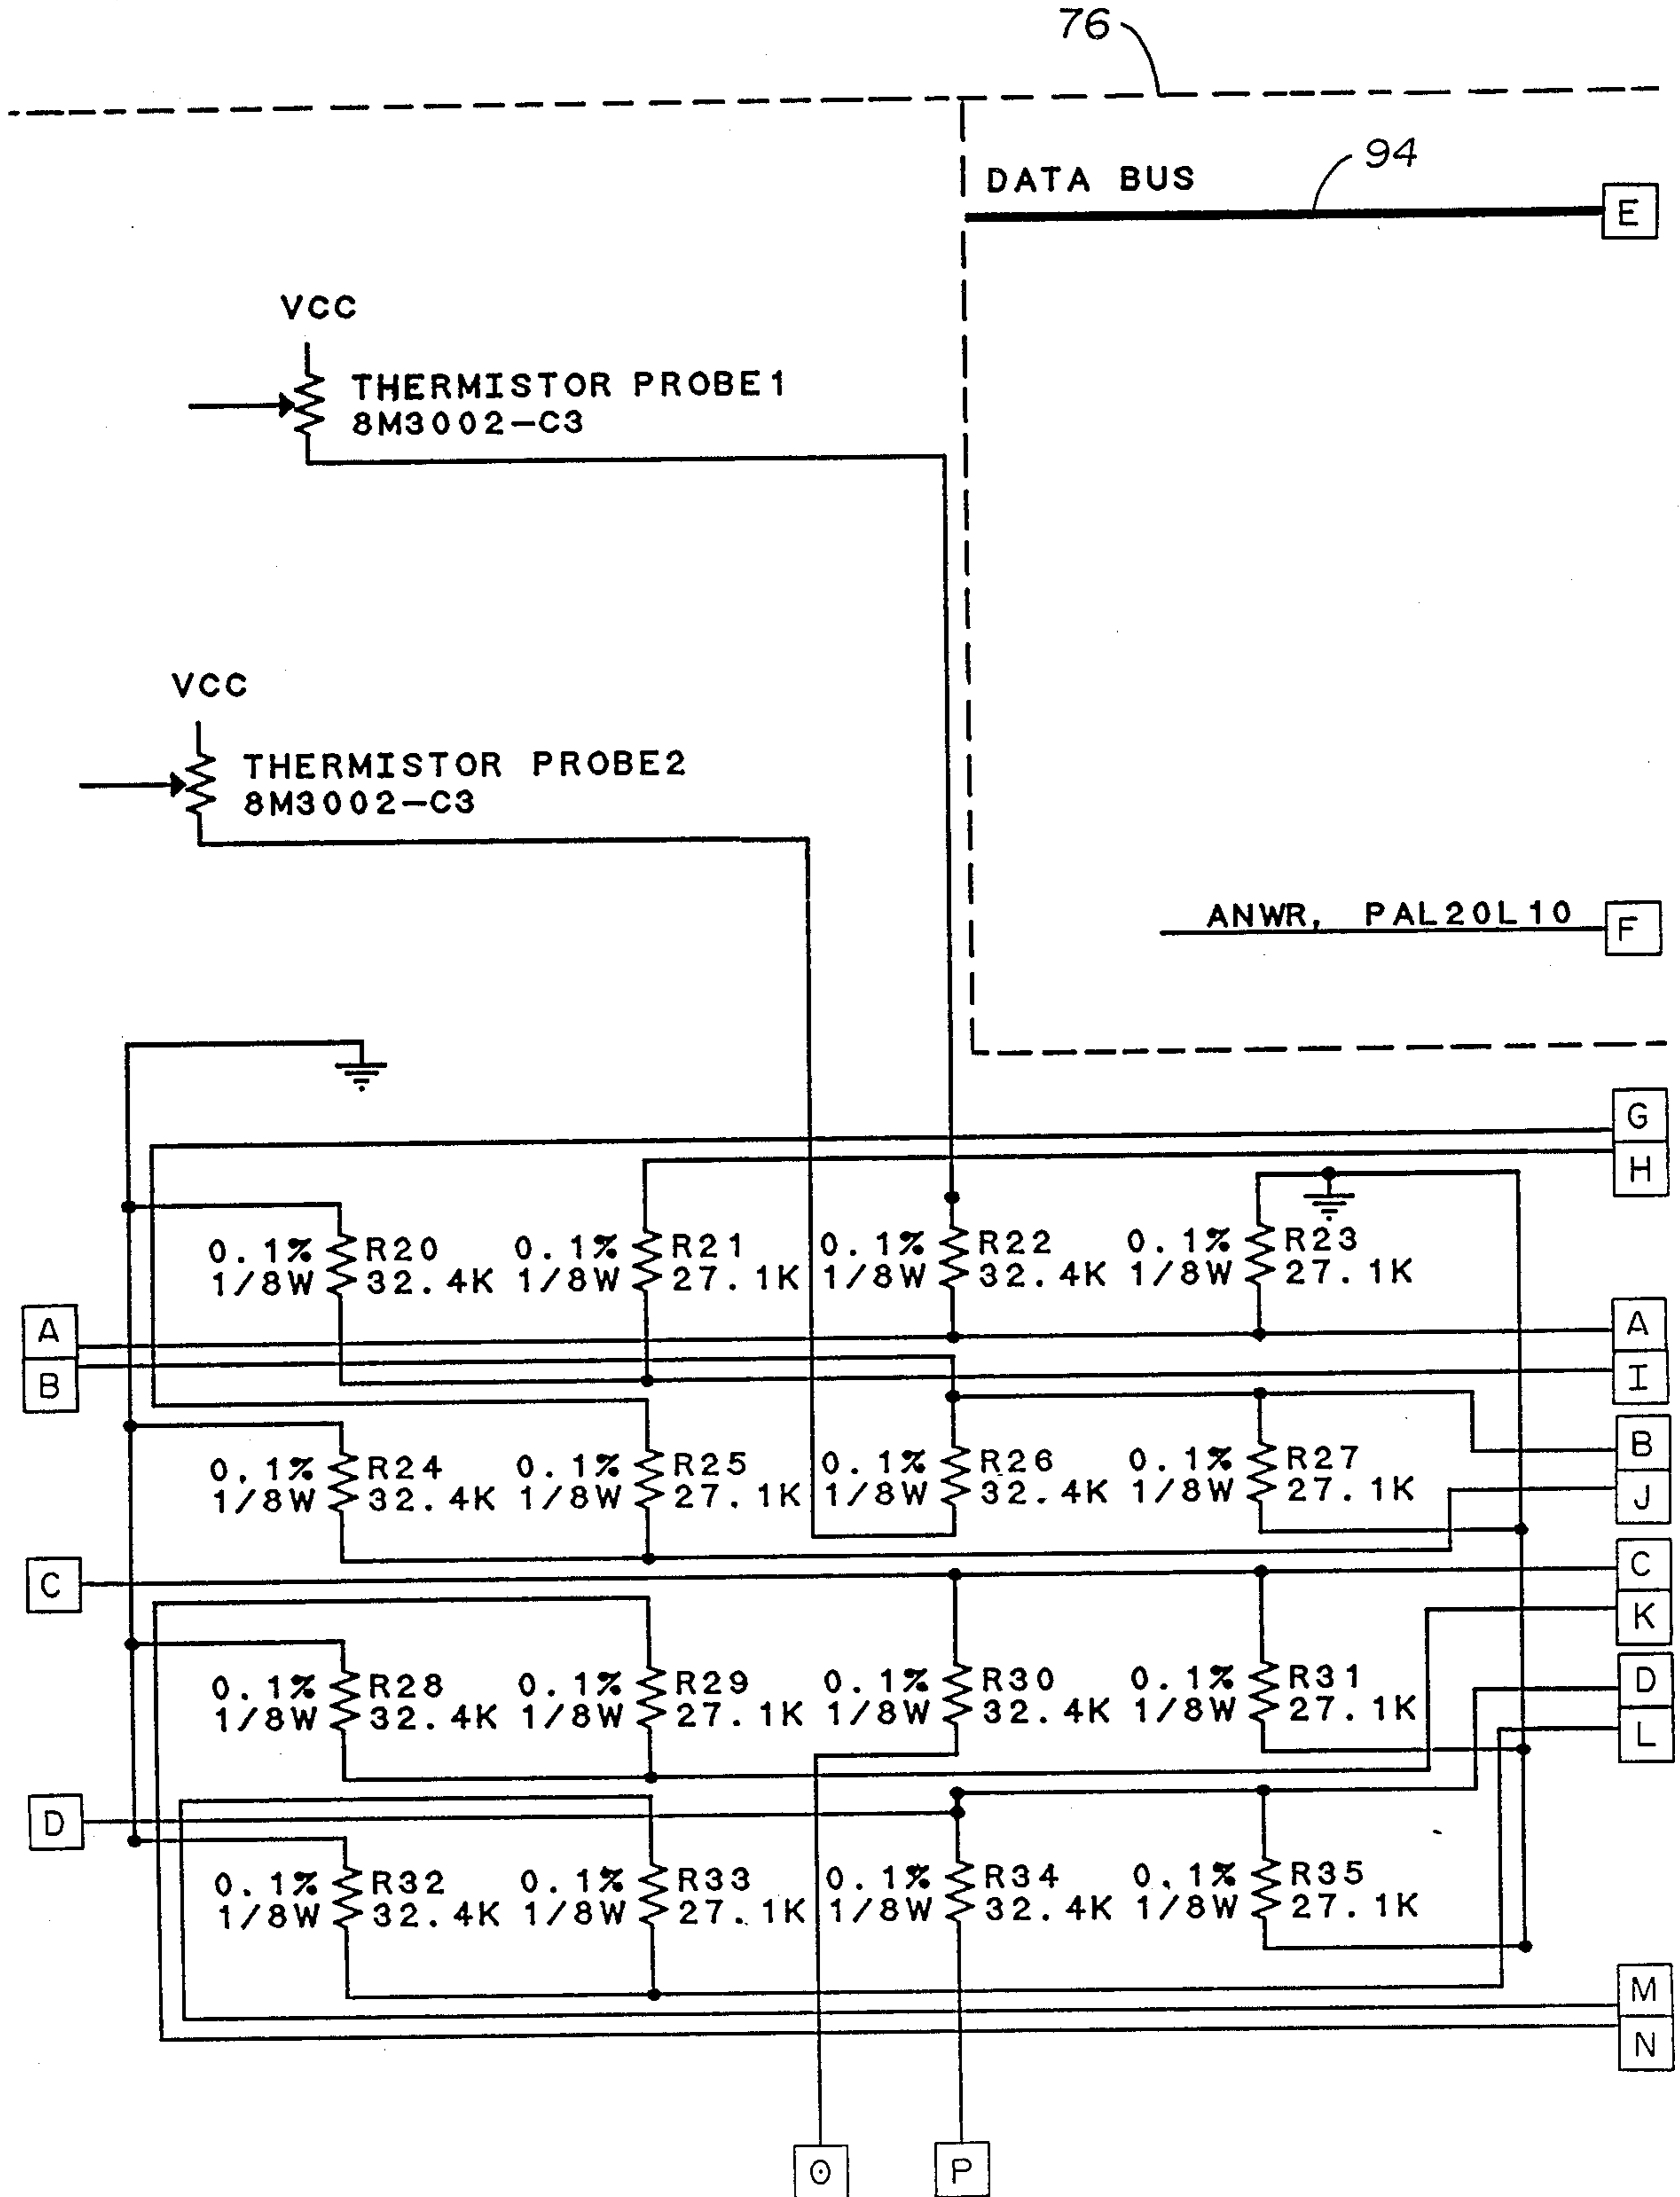 76
DATA BUS
94
E
VCC
THERMISTOR PROBE1
8M3002-C3
VCC
THERMISTOR PROBE2
8M3002-C3
ANWR, PAL20L10
F
G
H
0.1% R20 0.1% R21 0.1% R22 0.1% R23
1/8W 32.4K 1/8W 27.1K 1/8W 32.4K 1/8W 27.1K
A A
B I
B
0.1% R24 0.1% R25 0.1% R26 0.1% R27
1/8W 32.4K 1/8W 27.1K 1/8W 32.4K 1/8W 27.1K
J
C C
K
0.1% R28 0.1% R29 0.1% R30 0.1% R31
1/8W 32.4K 1/8W 27.1K 1/8W 32.4K 1/8W 27.1K
D
L
D
0.1% R32 0.1% R33 0.1% R34 0.1% R35
1/8W 32.4K 1/8W 27.1K 1/8W 32.4K 1/8W 27.1K
M
N
O P